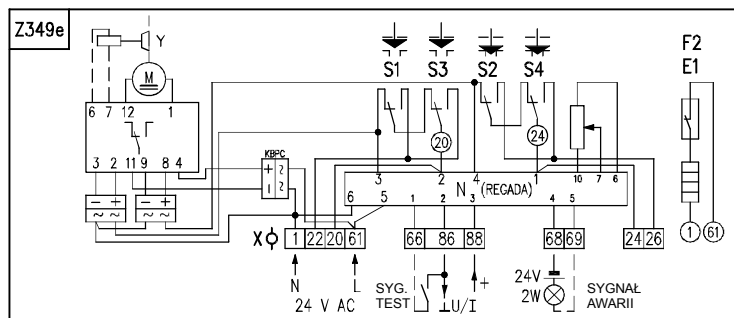 Z349e
Y
M
6 7 12 1
3 2 11 9 8 4
− + − +
~ ~ ~ ~
KBPC
+ ~
− ~
S1 S3 S2 S4
20
24
F2
E1
3 2 4 1 10 7 6
N (REGADA)
6 5 1 2 3 4 5
X 1 22 20 61 66 86 88 68 69 24 26
1 61
N L
24 V AC
SYG.
TEST
U/I
+
24V
2W
SYGNAŁ
AWARII